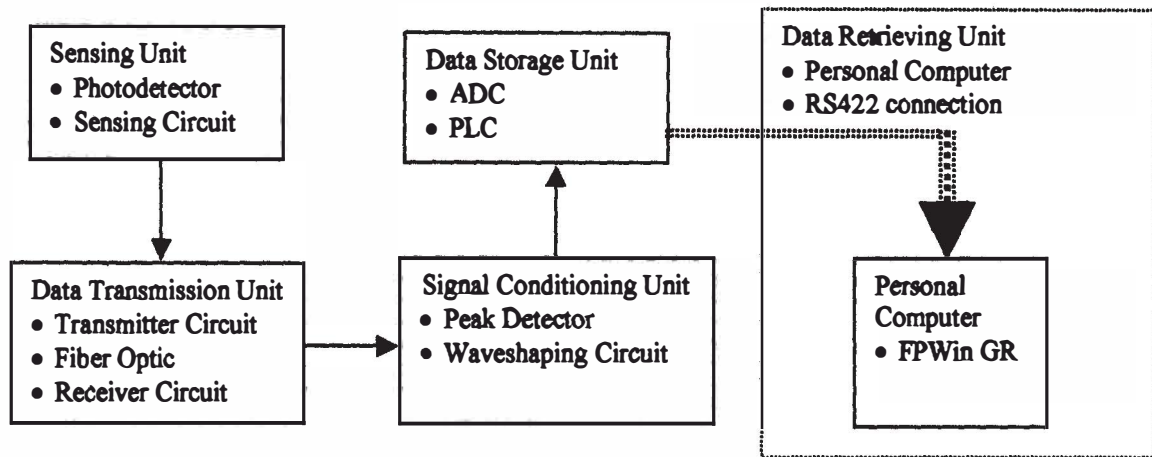 Sensing Unit
• Photodetector
• Sensing Circuit
Data Transmission Unit
• Transmitter Circuit
• Fiber Optic
• Receiver Circuit
Signal Conditioning Unit
• Peak Detector
• Waveshaping Circuit
Data Storage Unit
• ADC
• PLC
Data Retrieving Unit
• Personal Computer
• RS422 connection
Personal
Computer
• FPWin GR